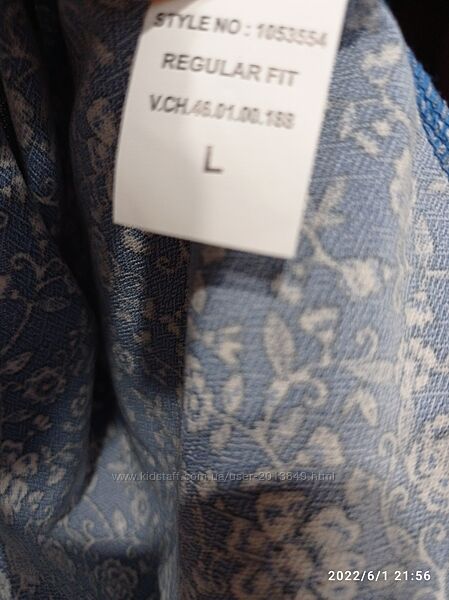 STYLE NO : 1053554
REGULAR FIT
V.CH.46.01.00.188
L
www.kidstaff.com.ua/user-2013849.html
2022/6/1 21:56